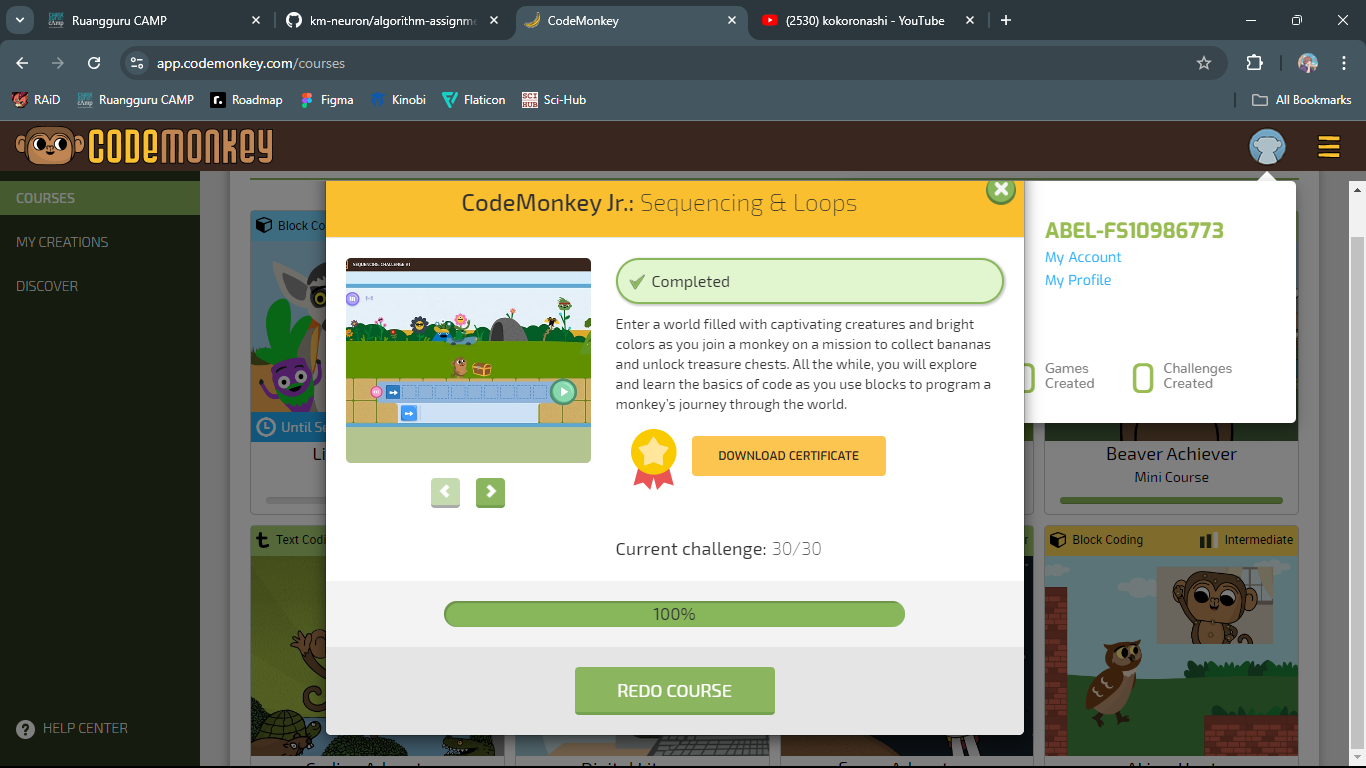 Ruangguru CAMP
km-neuron/algorithm-assignme
CodeMonkey
(2530) kokoronashi - YouTube
app.codemonkey.com/courses
RAiD
Ruangguru CAMP
Roadmap
Figma
Kinobi
Flaticon
SCI HUB
Sci-Hub
All Bookmarks
CODEMONKEY
COURSES
MY CREATIONS
DISCOVER
HELP CENTER
Block Co
Until Se
Li
Text Codi
CodeMonkey Jr.: Sequencing & Loops
SEQUENCING, CHALLENGE #1
Completed
Enter a world filled with captivating creatures and bright
colors as you join a monkey on a mission to collect bananas
and unlock treasure chests. All the while, you will explore
and learn the basics of code as you use blocks to program a
monkey's journey through the world.
DOWNLOAD CERTIFICATE
Current challenge: 30/30
100%
REDO COURSE
ABEL-FS10986773
My Account
My Profile
Games
Created
0
Challenges
Created
Beaver Achiever
Mini Course
Block Coding
Intermediate